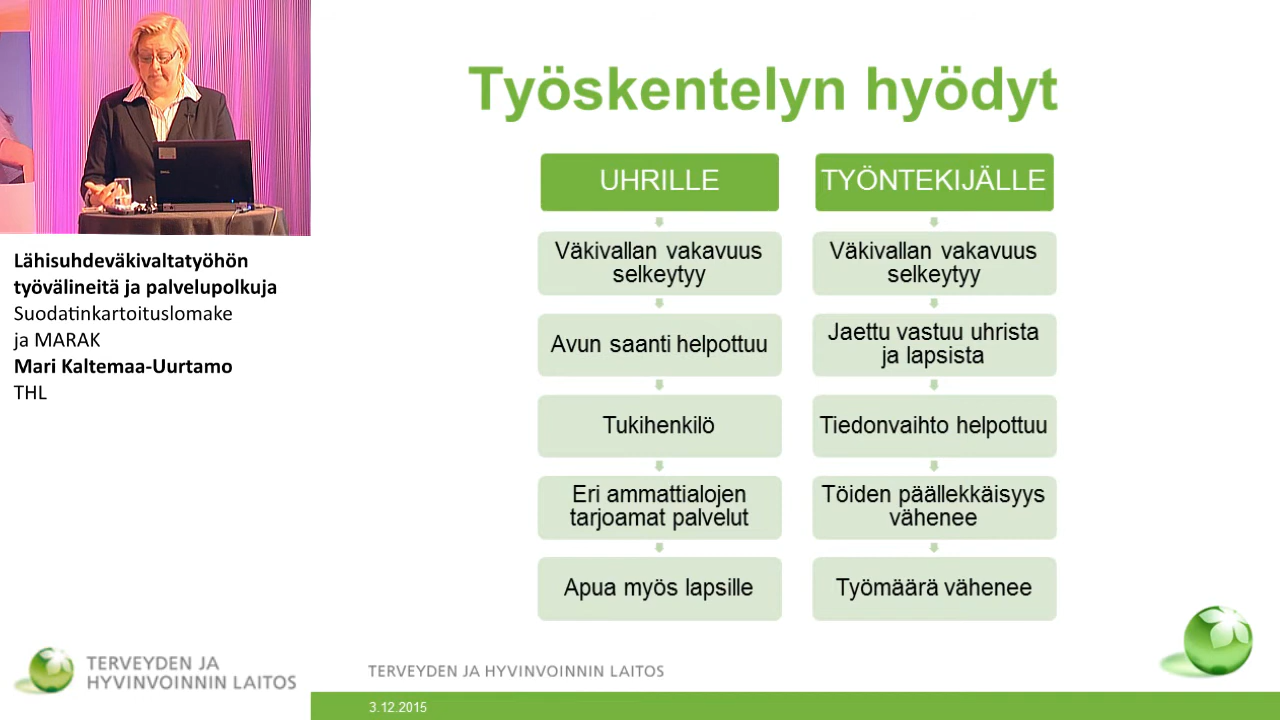 Lähisuhdeväkivaltatyöhön
työvälineitä ja palvelupolkuja
Suodatinkartoituslomake
ja MARAK
Mari Kaltemaa-Uurtamo
THL
TERVEYDEN JA
HYVINVOINNIN LAITOS
Työskentelyn hyödyt
UHRILLE
Väkivallan vakavuus
selkeytyy
Avun saanti helpottuu
Tukihenkilö
Eri ammattialojen
tarjoamat palvelut
Apua myös lapsille
TYÖNTEKIJÄLLE
Väkivallan vakavuus
selkeytyy
Jaettu vastuu uhrista
ja lapsista
Tiedonvaihto helpottuu
Töiden päällekkäisyys
vähenee
Työmäärä vähenee
TERVEYDEN JA HYVINVOINNIN LAITOS
3.12.2015